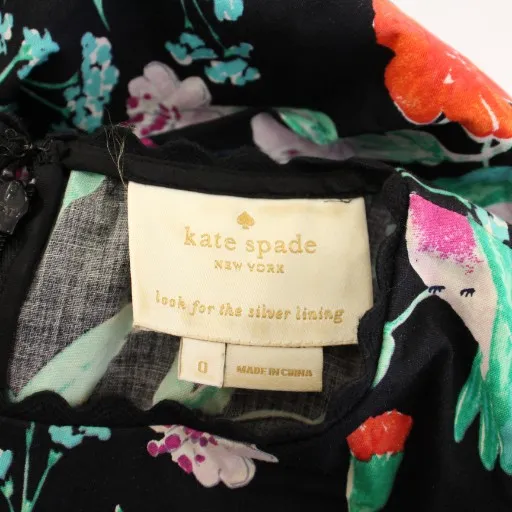 kate spade
NEW YORK
look for the silver lining
0
MADE IN CHINA